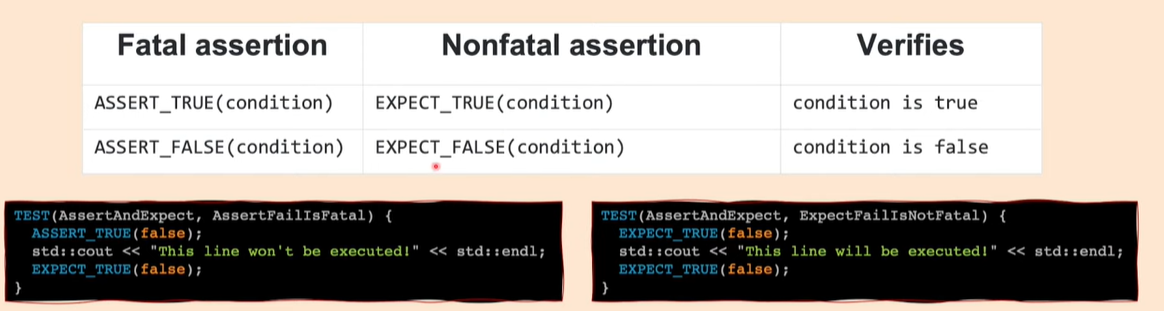 Fatal assertion Nonfatal assertion Verifies
ASSERT_TRUE(condition) EXPECT_TRUE(condition) condition is true
ASSERT_FALSE(condition) EXPECT_FALSE(condition) condition is false
TEST(AssertAndExpect, AssertFailIsFatal) {
ASSERT_TRUE(false);
std::cout << "This line won't be executed!" << std::endl;
EXPECT_TRUE(false);
}
TEST(AssertAndExpect, ExpectFailIsNotFatal) {
EXPECT_TRUE(false);
std::cout << "This line will be executed!" << std::endl;
EXPECT_TRUE(false);
}